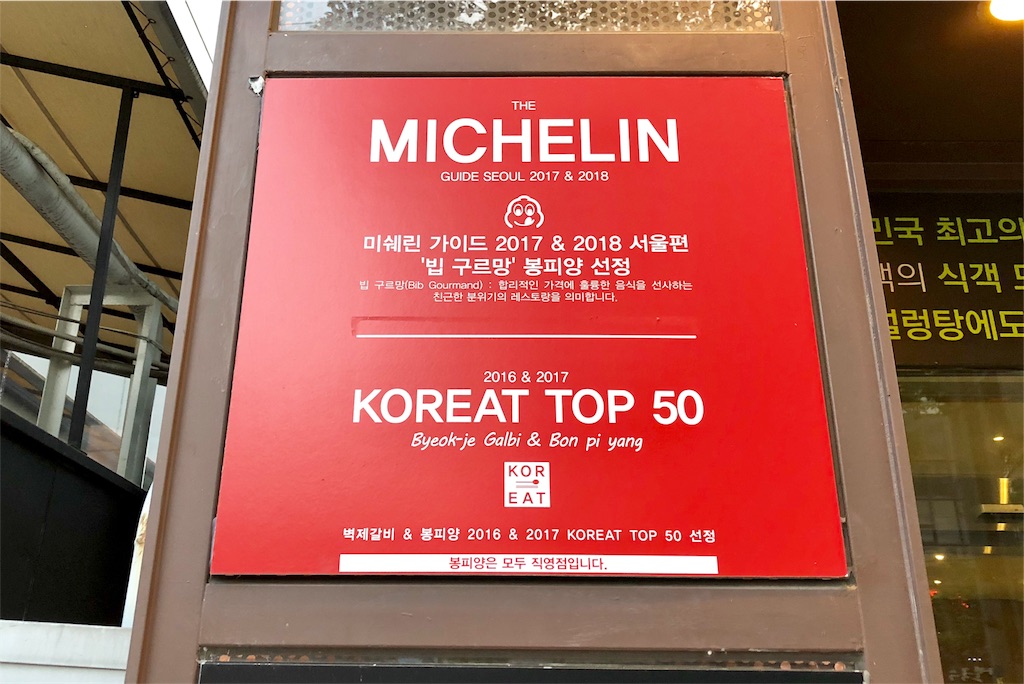 THE
MICHELIN
GUIDE SEOUL 2017 & 2018
미쉐린 가이드 2017 & 2018 서울편
'빕 구르망' 봉피양 선정
빕 구르망(Bib Gourmand) : 합리적인 가격에 훌륭한 음식을 선사하는
친근한 분위기의 레스토랑을 의미합니다.
2016 & 2017
KOREAT TOP 50
Byeok-je Galbi & Bon pi yang
KOR
EAT
벽제갈비 & 봉피양 2016 & 2017 KOREAT TOP 50 선정
봉피양은 모두 직영점입니다.
민국 최고의
객의 식객
설렁탕에도